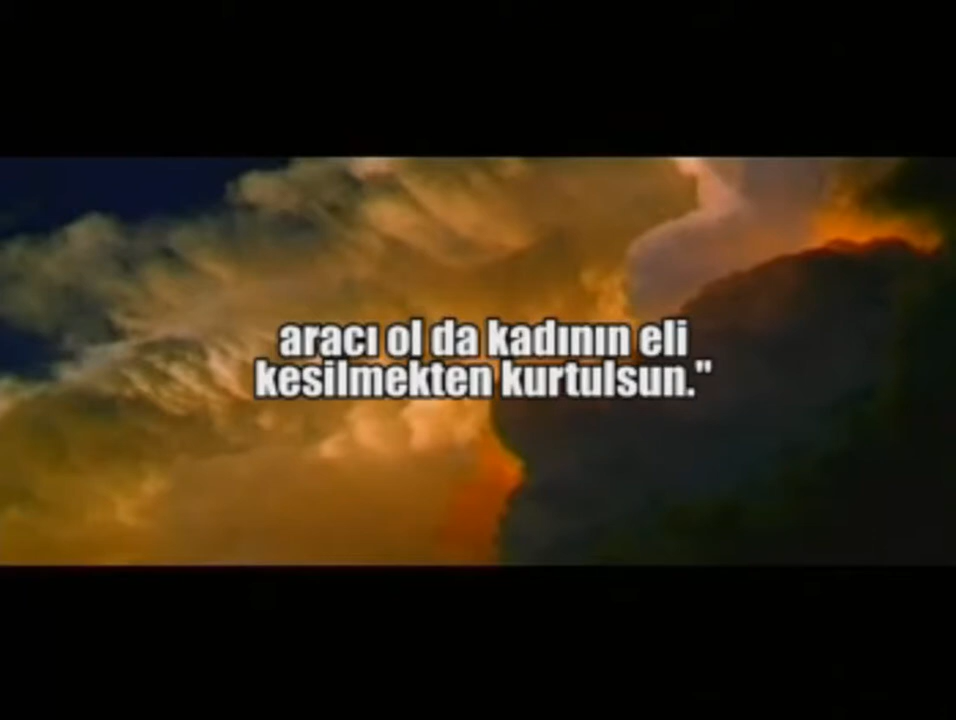 aracı ol da kadının eli
kesilmekten kurtulsun."